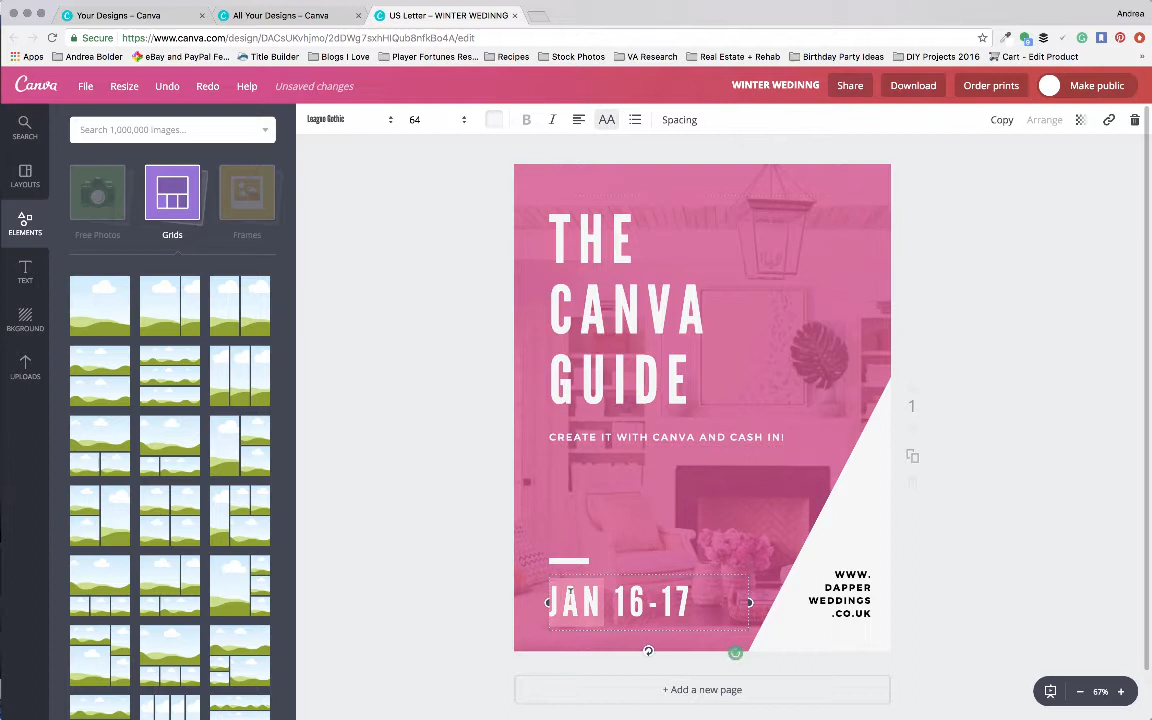 Your Designs – Canva
All Your Designs – Canva
US Letter – WINTER WEDINNG
Andrea
Secure
https://www.canva.com/design/DACsUKvhjmo/2dDWg7sxhHIQub8nfkBo4A/edit
Apps
Andrea Bolder
eBay and PayPal Fe...
Title Builder
Blogs I Love
Player Fortunes Res...
Recipes
Stock Photos
VA Research
Real Estate + Rehab
Birthday Party Ideas
DIY Projects 2016
Cart - Edit Product
Canva
File
Resize
Undo
Redo
Help
Unsaved changes
WINTER WEDINNG
Share
Download
Order prints
Make public
SEARCH
LAYOUTS
ELEMENTS
TEXT
BKGROUND
UPLOADS
Search 1,000,000 images...
Free Photos
Grids
Frames
League Gothic
64
B
I
AA
Spacing
Copy
Arrange
THE
CANVA
GUIDE
CREATE IT WITH CANVA AND CASH IN!
JAN 16-17
WWW.
DAPPER
WEDDINGS
.CO.UK
1
+ Add a new page
67%